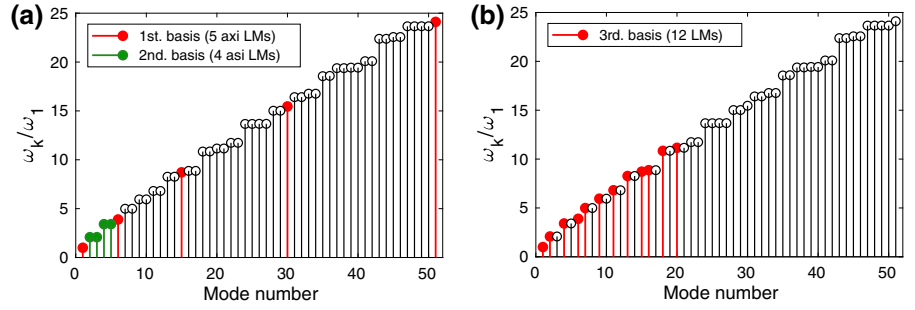 (a)
25
20
15
10
5
0
ω_k/ω_1
1st. basis (5 axi LMs)
2nd. basis (4 asi LMs)
0 10 20 30 40 50
Mode number
(b)
25
20
15
10
5
0
ω_k/ω_1
3rd. basis (12 LMs)
0 10 20 30 40 50
Mode number